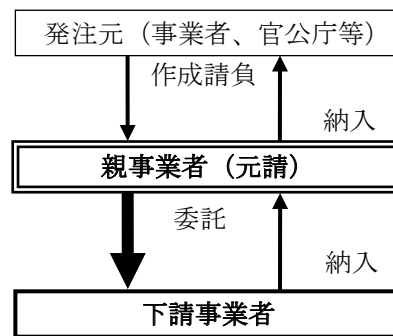 発注元（事業者、官公庁等）
作成請負
納入
親事業者（元請）
委託
納入
下請事業者